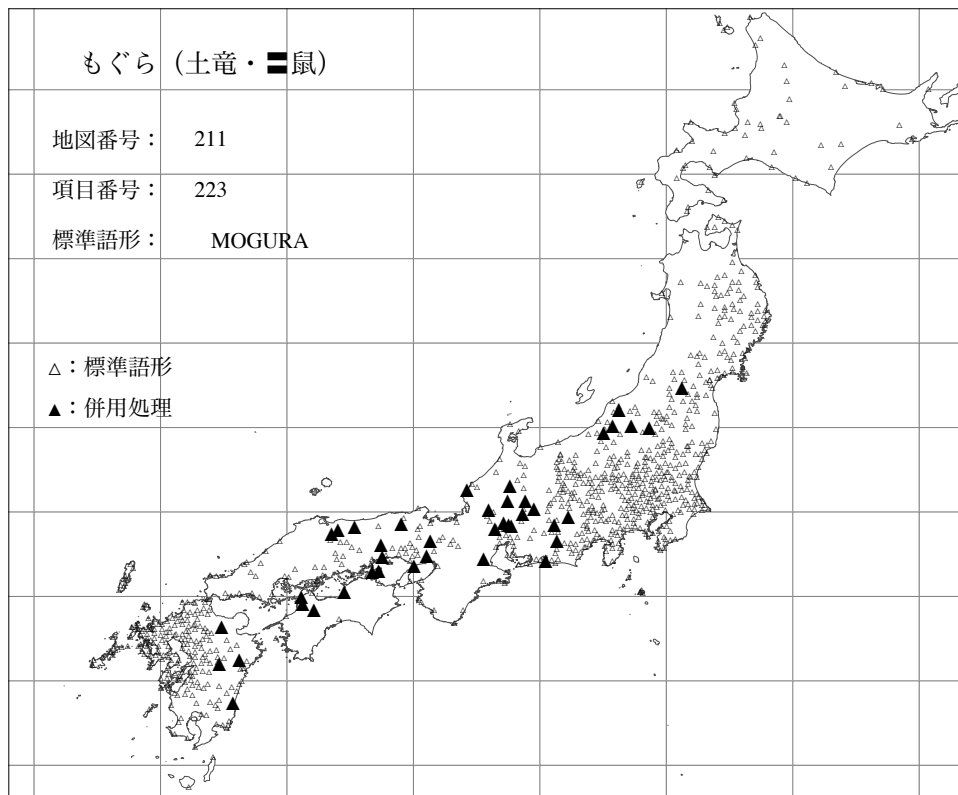 もぐら（土竜・〓鼠）
地図番号： 211
項目番号： 223
標準語形： MOGURA
△：標準語形
▲：併用処理